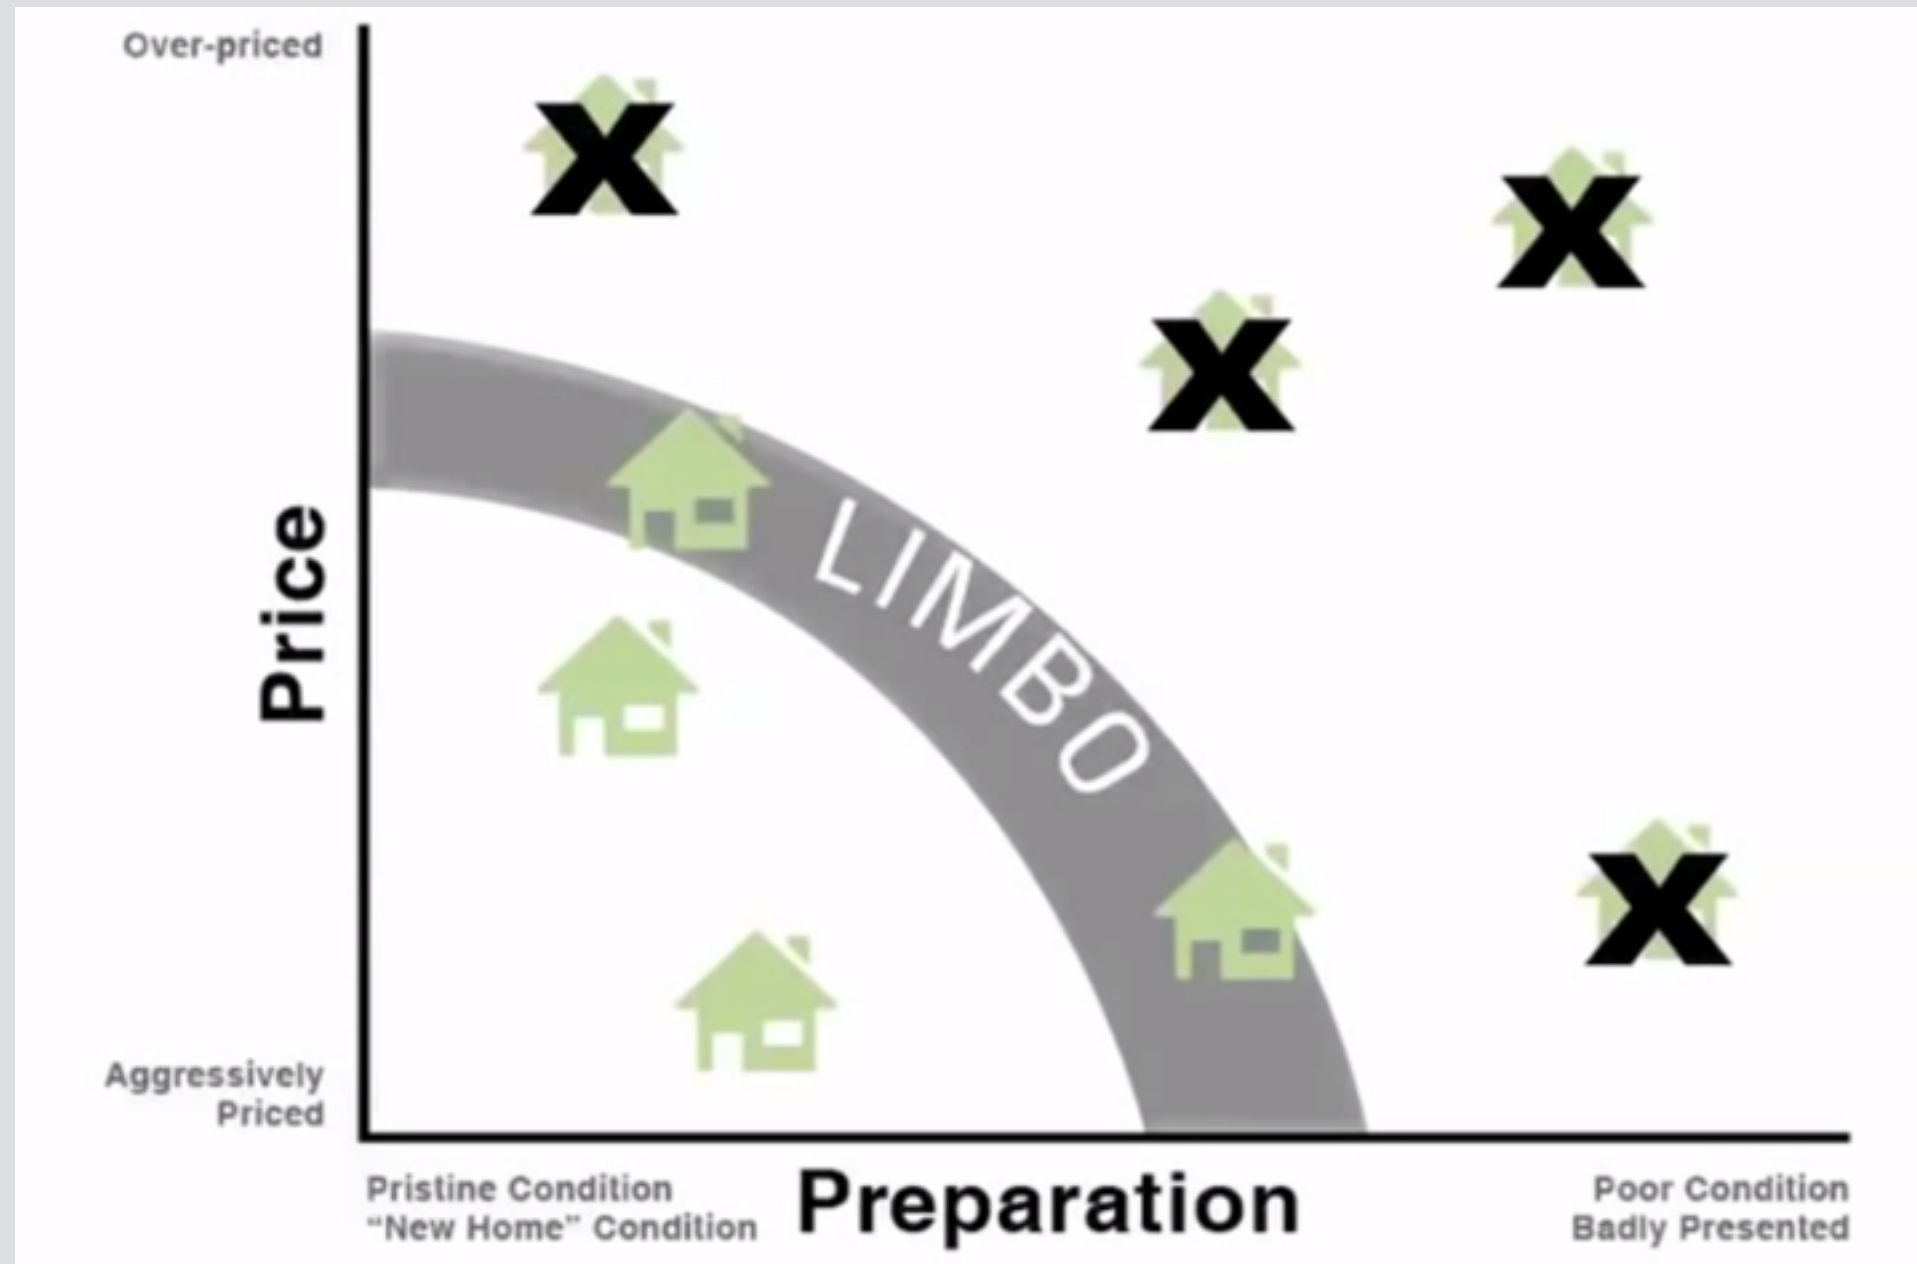 Over-priced
X
X
X
LIMBO
Price
X
Aggressively
Priced
Pristine Condition
“New Home” Condition
Preparation
Poor Condition
Badly Presented